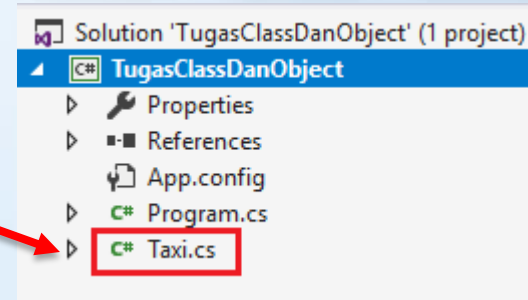 Solution 'TugasClassDanObject' (1 project)
C# TugasClassDanObject
Properties
References
App.config
C# Program.cs
C# Taxi.cs